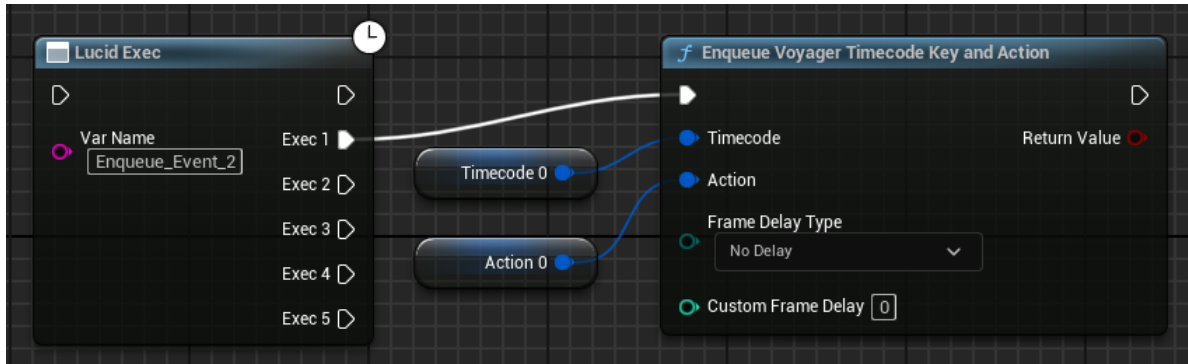 Lucid Exec
Var Name
Enqueue_Event_2
Exec 1
Exec 2
Exec 3
Exec 4
Exec 5
Timecode 0
Action 0
f Enqueue Voyager Timecode Key and Action
Timecode
Return Value
Action
Frame Delay Type
No Delay
Custom Frame Delay 0